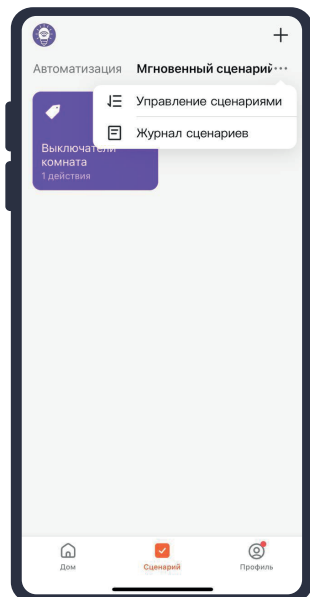 Автоматизация Мгновенный сценарий ...
Управление сценариями
Журнал сценариев
Выключатели
комната
1 действия
Дом Сценарий Профиль